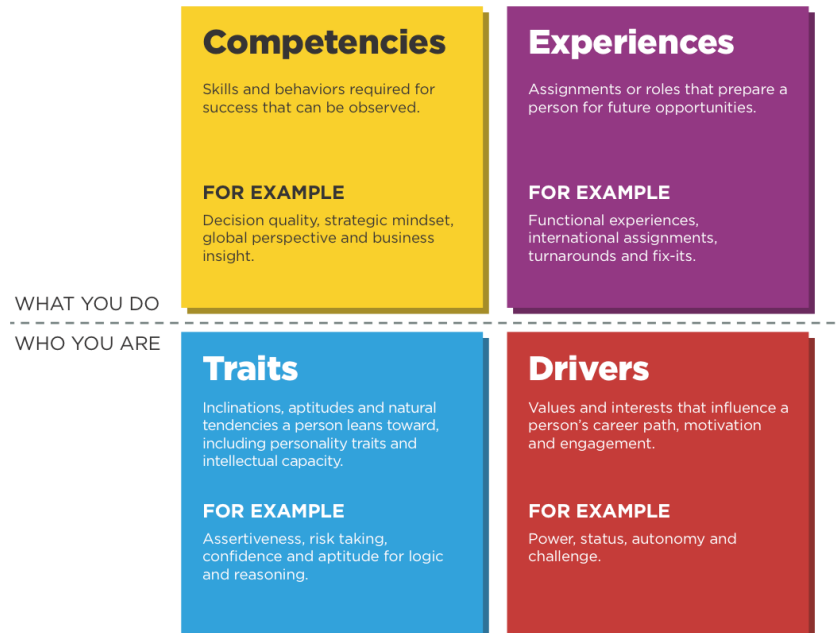 Competencies
Skills and behaviors required for
success that can be observed.
FOR EXAMPLE
Decision quality, strategic mindset,
global perspective and business
insight.
Experiences
Assignments or roles that prepare a
person for future opportunities.
FOR EXAMPLE
Functional experiences,
international assignments,
turnarounds and fix-its.
WHAT YOU DO
WHO YOU ARE
Traits
Inclinations, aptitudes and natural
tendencies a person leans toward,
including personality traits and
intellectual capacity.
FOR EXAMPLE
Assertiveness, risk taking,
confidence and aptitude for logic
and reasoning.
Drivers
Values and interests that influence a
person’s career path, motivation
and engagement.
FOR EXAMPLE
Power, status, autonomy and
challenge.